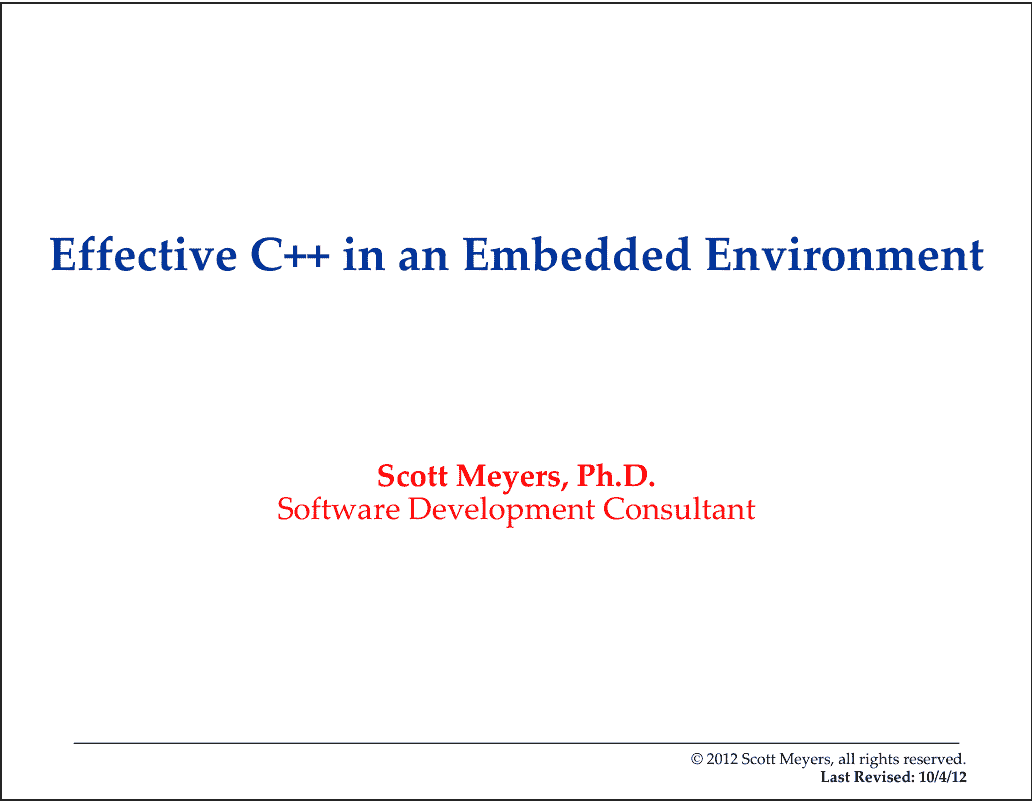 Effective C++ in an Embedded Environment
Scott Meyers, Ph.D.
Software Development Consultant
© 2012 Scott Meyers, all rights reserved.
Last Revised: 10/4/12